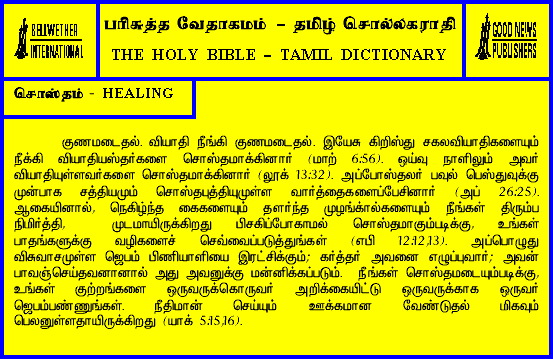 BELLWETHER
INTERNATIONAL
பரிசுத்த வேதாகமம் – தமிழ் சொல்லகராதி
THE HOLY BIBLE – TAMIL DICTIONARY
GOOD NEWS
PUBLISHERS
சொஸ்தம் - HEALING
குணமடைதல். வியாதி நீங்கி குணமடைதல். இயேசு கிறிஸ்து சகலவியாதிகளையும்
நீக்கி வியாதியஸ்தர்களை சொஸ்தமாக்கினார் (மாற் 6:56). ஒய்வு நாளிலும் அவர்
வியாதியுள்ளவர்களை சொஸ்தமாக்கினார் (லூக் 13:32). அப்போஸ்தலர் பவுல் பெஸ்துவுக்கு
முன்பாக சத்தியமும் சொஸ்தபுத்தியுமுள்ள வார்த்தைகளைப்பேசினார் (அப் 26:25).
ஆகையினால், நெகிழ்ந்த கைகளையும் தளர்ந்த முழங்கால்களையும் நீங்கள் திரும்ப
நிமிர்த்தி, முடமாயிருக்கிறது பிசகிப்போகாமல் சொஸ்தமாகும்படிக்கு, உங்கள்
பாதங்களுக்கு வழிகளைச் செவ்வைப்படுத்துங்கள் (எபி 12:12,13). அப்பொழுது
விசுவாசமுள்ள ஜெபம் பிணியாளியை இரட்சிக்கும்; கர்த்தர் அவனை எழுப்புவார்; அவன்
பாவஞ்செய்தவனானால் அது அவனுக்கு மன்னிக்கப்படும். நீங்கள் சொஸ்தமடையும்படிக்கு,
உங்கள் குற்றங்களை ஒருவருக்கொருவர் அறிக்கையிட்டு ஒருவருக்காக ஒருவர்
ஜெபம்பண்ணுங்கள். நீதிமான் செய்யும் ஊக்கமான வேண்டுதல் மிகவும்
பெலனுள்ளதாயிருக்கிறது (யாக் 5:15,16).